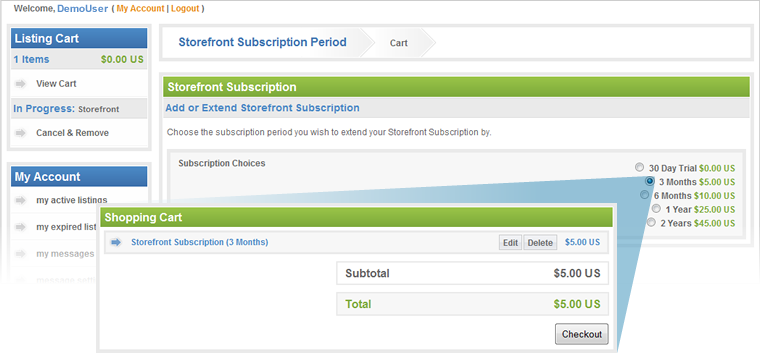 Welcome, DemoUser ( My Account | Logout )
Listing Cart
1 Items $0.00 US
View Cart
In Progress: Storefront
Cancel & Remove
My Account
my active listings
my expired list
my messages
Storefront Subscription Period Cart
Storefront Subscription
Add or Extend Storefront Subscription
Choose the subscription period you wish to extend your Storefront Subscription by.
Subscription Choices
30 Day Trial $0.00 US
3 Months $5.00 US
6 Months $10.00 US
1 Year $25.00 US
2 Years $45.00 US
Shopping Cart
Storefront Subscription (3 Months) Edit Delete $5.00 US
Subtotal $5.00 US
Total $5.00 US
Checkout